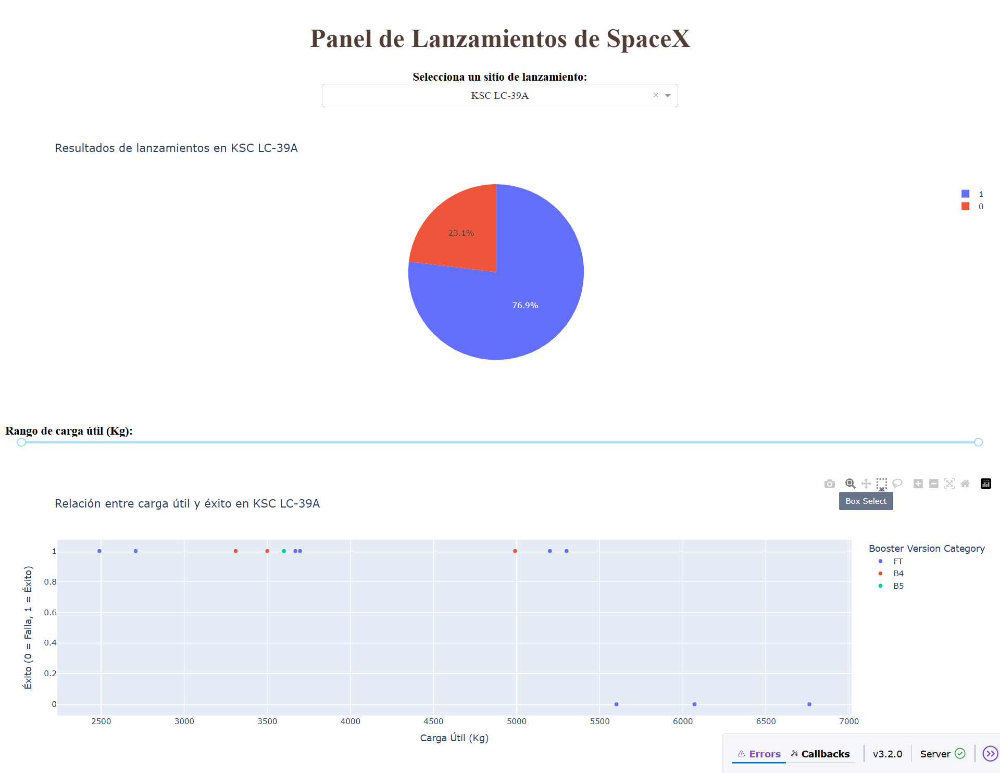 Panel de Lanzamientos de SpaceX
Selecciona un sitio de lanzamiento:
KSC LC-39A ×
Resultados de lanzamientos en KSC LC-39A
1
0
23.1%
76.9%
Rango de carga útil (Kg):
Box Select
Relación entre carga útil y éxito en KSC LC-39A
Éxito (0 = Falla, 1 = Éxito)
1
0.8
0.6
0.4
0.2
0
2500 3000 3500 4000 4500 5000 5500 6000 6500 7000
Carga Útil (Kg)
Booster Version Category
FT
B4
B5
Errors Callbacks v3.2.0 Server